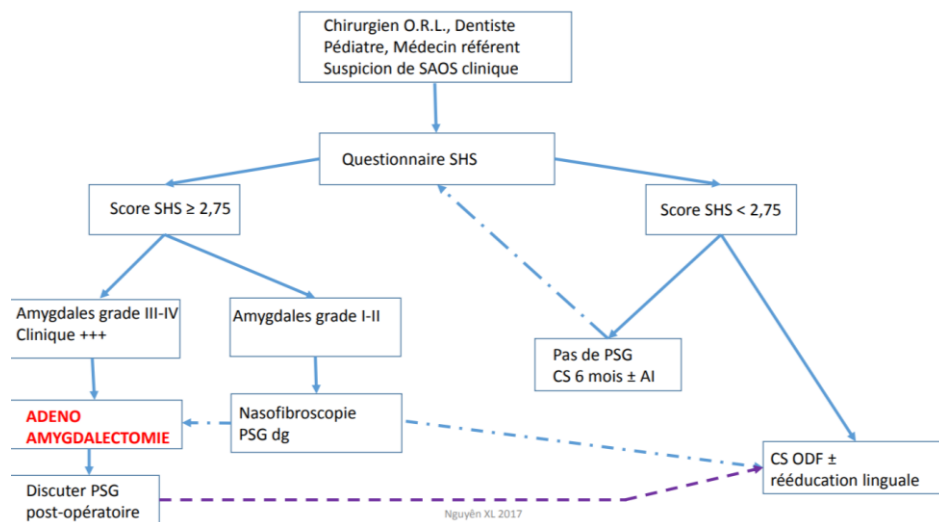 Chirurgien O.R.L., Dentiste
Pédiatre, Médecin référent
Suspicion de SAOS clinique
Questionnaire SHS
Score SHS ≥ 2,75
Score SHS < 2,75
Amygdales grade III-IV
Clinique +++
Amygdales grade I-II
Pas de PSG
CS 6 mois ± AI
ADENO
AMYGDALECTOMIE
Nasofibroscopie
PSG dg
CS ODF ±
rééducation linguale
Discuter PSG
post-opératoire
Nguyên XL 2017